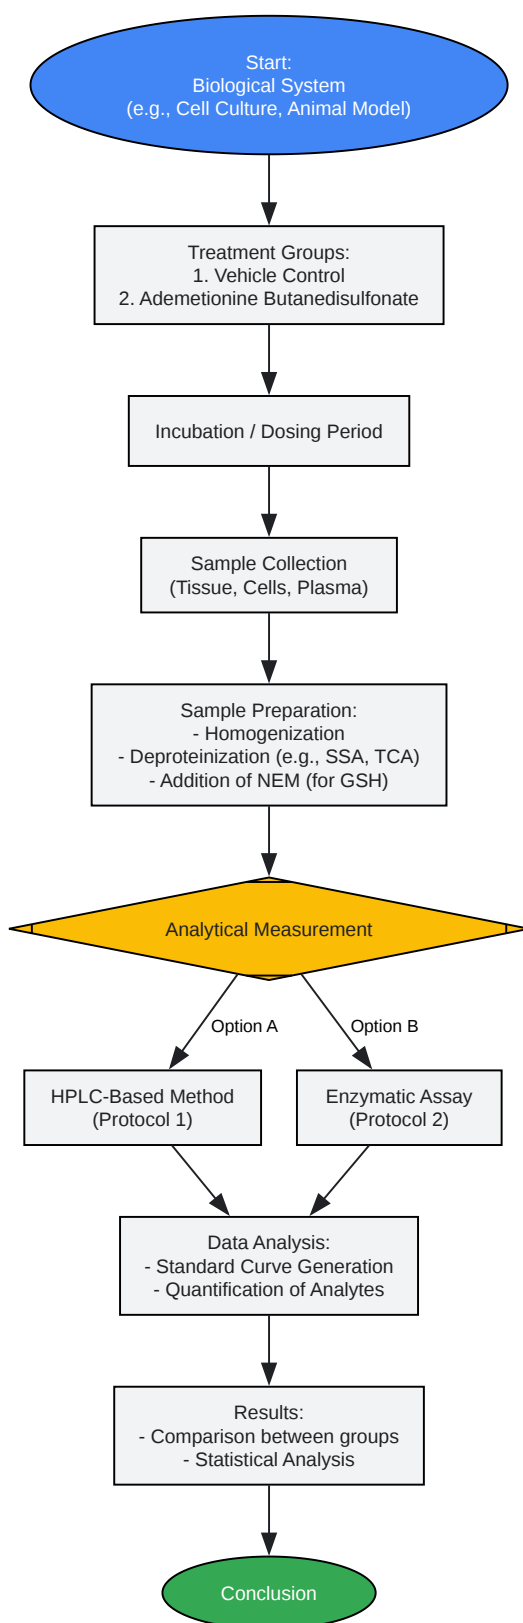 Start:
Biological System
(e.g., Cell Culture, Animal Model)
Treatment Groups:
1. Vehicle Control
2. Ademetionine Butanedisulfonate
Incubation / Dosing Period
Sample Collection
(Tissue, Cells, Plasma)
Sample Preparation:
- Homogenization
- Deproteinization (e.g., SSA, TCA)
- Addition of NEM (for GSH)
Analytical Measurement
Option A
Option B
HPLC-Based Method
(Protocol 1)
Enzymatic Assay
(Protocol 2)
Data Analysis:
- Standard Curve Generation
- Quantification of Analytes
Results:
- Comparison between groups
- Statistical Analysis
Conclusion